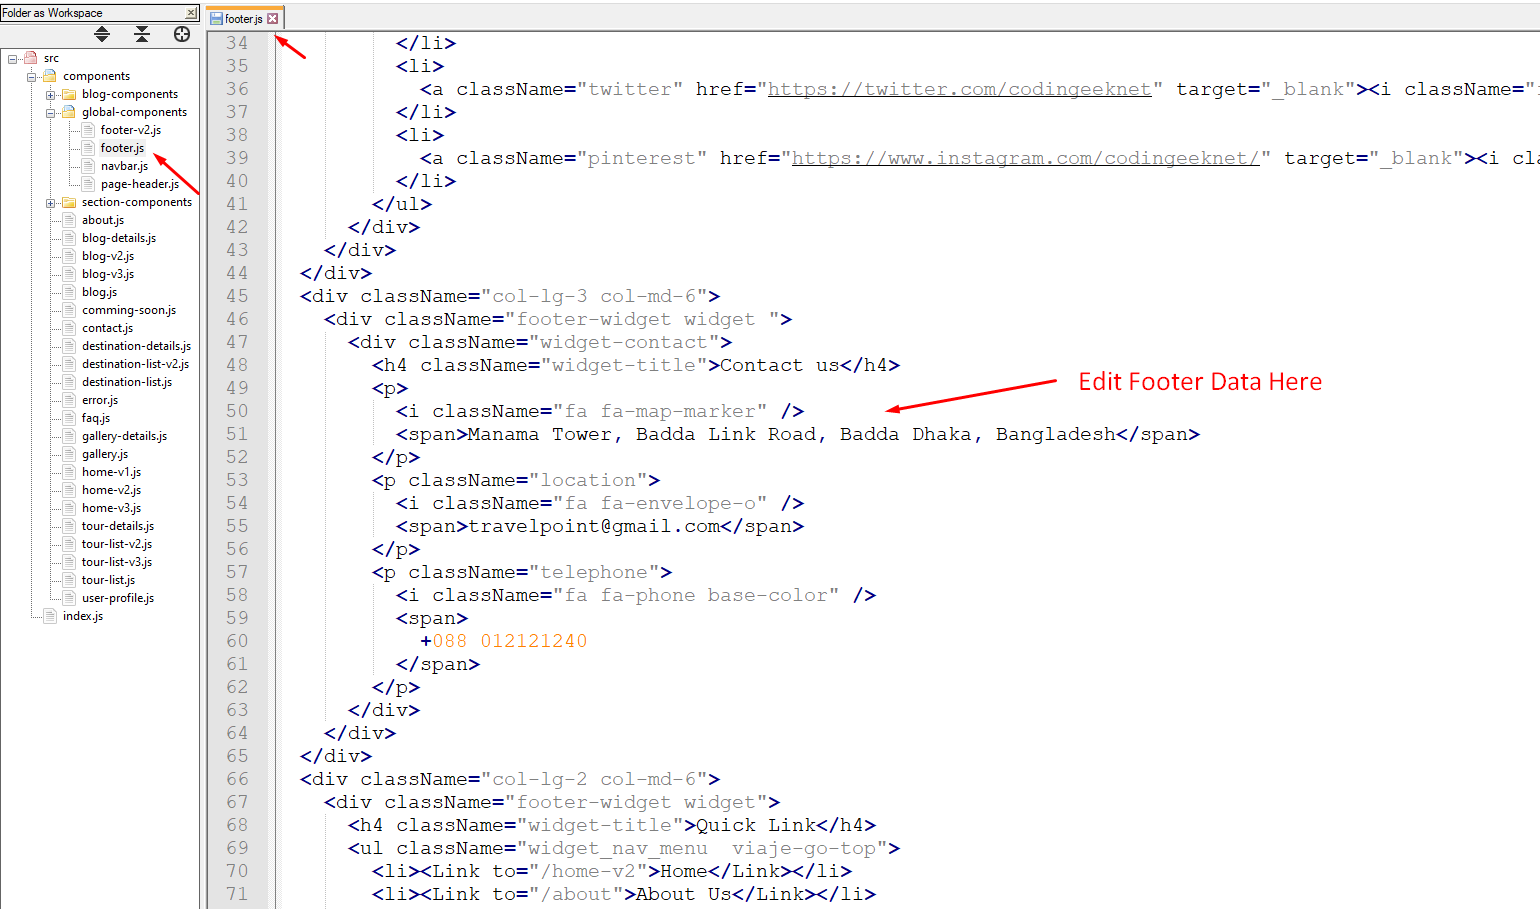 Folder as Workspace
footer.js
src
components
blog-components
global-components
footer-v2.js
footer.js
navbar.js
page-header.js
section-components
about.js
blog-details.js
blog-v2.js
blog-v3.js
blog.js
comming-soon.js
contact.js
destination-details.js
destination-list-v2.js
destination-list.js
error.js
faq.js
gallery-details.js
gallery.js
home-v1.js
home-v2.js
home-v3.js
tour-details.js
tour-list-v2.js
tour-list-v3.js
tour-list.js
user-profile.js
index.js
34 </li>
35 <li>
36 <a className="twitter" href="https://twitter.com/codingeeknet" target="_blank"><i className="
37 </li>
38 <li>
39 <a className="pinterest" href="https://www.instagram.com/codingeeknet/" target="_blank"><i cla
40 </li>
41 </ul>
42 </div>
43 </div>
44 </div>
45 <div className="col-lg-3 col-md-6">
46 <div className="footer-widget widget ">
47 <div className="widget-contact">
48 <h4 className="widget-title">Contact us</h4>
49 <p>
50 <i className="fa fa-map-marker" />
51 <span>Manama Tower, Badda Link Road, Badda Dhaka, Bangladesh</span>
52 </p>
53 <p className="location">
54 <i className="fa fa-envelope-o" />
55 <span>travelpoint@gmail.com</span>
56 </p>
57 <p className="telephone">
58 <i className="fa fa-phone base-color" />
59 <span>
60 +088 012121240
61 </span>
62 </p>
63 </div>
64 </div>
65 </div>
66 <div className="col-lg-2 col-md-6">
67 <div className="footer-widget widget">
68 <h4 className="widget-title">Quick Link</h4>
69 <ul className="widget_nav_menu  viaje-go-top">
70 <li><Link to="/home-v2">Home</Link></li>
71 <li><Link to="/about">About Us</Link></li>
Edit Footer Data Here